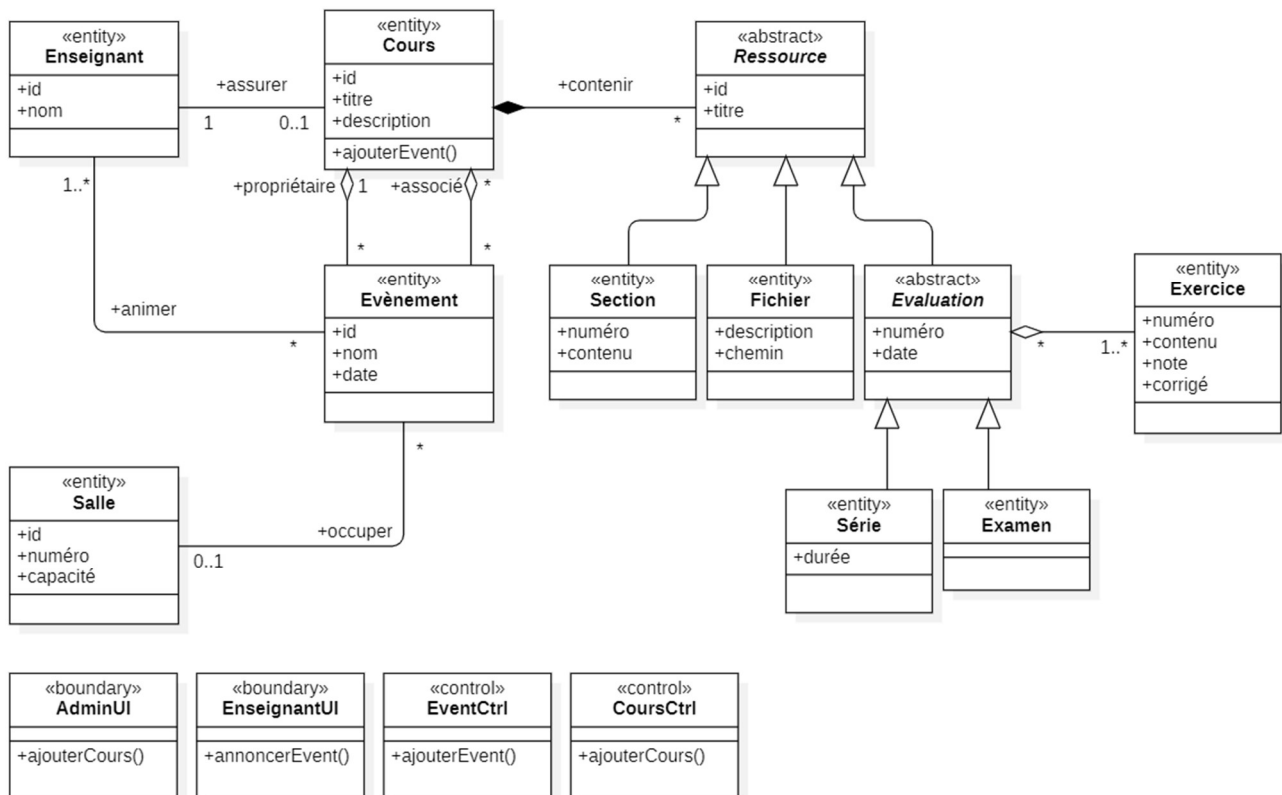 «entity»
Enseignant
+id
+nom
+assurer
1
0..1
«entity»
Cours
+id
+titre
+description
+ajouterEvent()
+contenir
*
«abstract»
Ressource
+id
+titre
1..*
+propriétaire
1
+associé
*
*
*
+animer
*
«entity»
Evènement
+id
+nom
+date
«entity»
Section
+numéro
+contenu
«entity»
Fichier
+description
+chemin
«abstract»
Evaluation
+numéro
+date
*
1..*
«entity»
Exercice
+numéro
+contenu
+note
+corrigé
*
«entity»
Salle
+id
+numéro
+capacité
+occuper
0..1
«entity»
Série
+durée
«entity»
Examen
«boundary»
AdminUI
+ajouterCours()
«boundary»
EnseignantUI
+annoncerEvent()
«control»
EventCtrl
+ajouterEvent()
«control»
CoursCtrl
+ajouterCours()